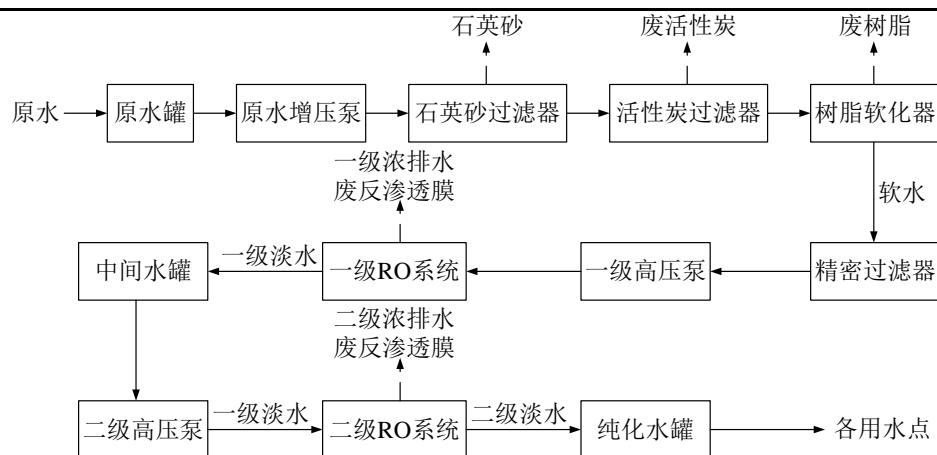 石英砂
废活性炭
废树脂
原水
原水罐
原水增压泵
石英砂过滤器
活性炭过滤器
树脂软化器
一级浓排水
废反渗透膜
软水
中间水罐
一级淡水
一级RO系统
一级高压泵
精密过滤器
二级浓排水
废反渗透膜
二级高压泵
一级淡水
二级RO系统
二级淡水
纯化水罐
各用水点